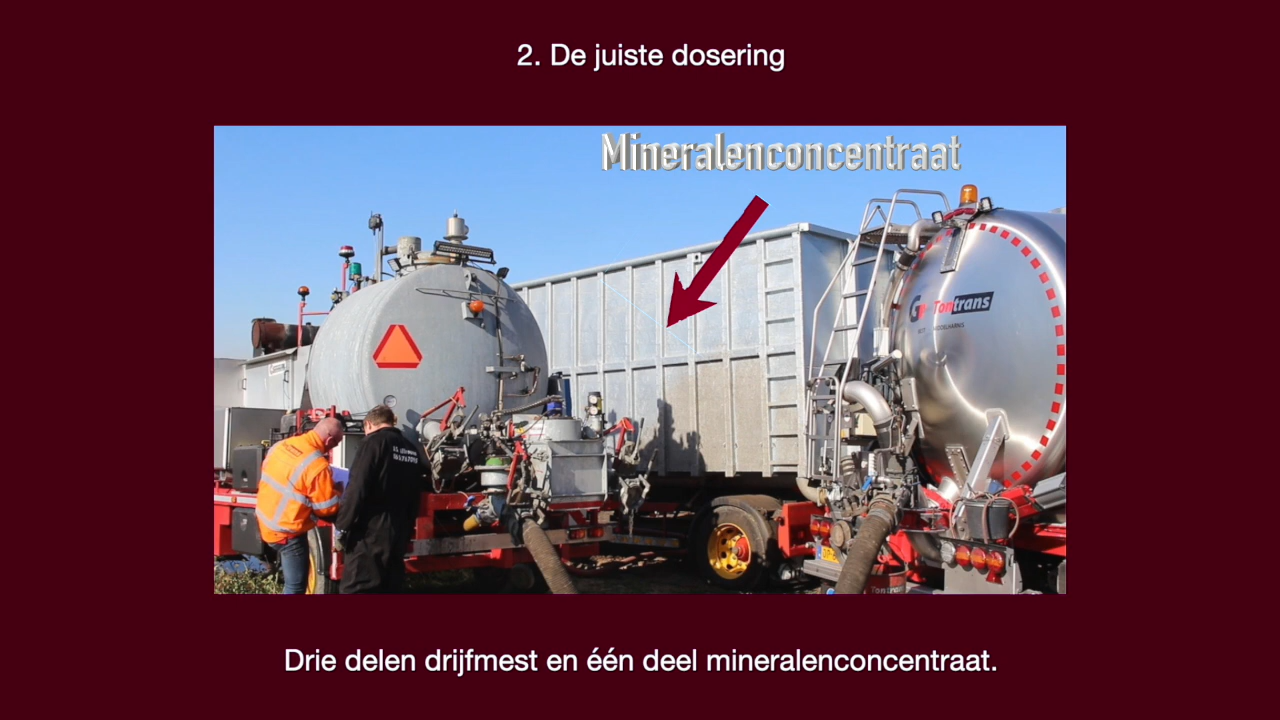 2. De juiste dosering
Mineralenconcentraat
Tontrans
Drie delen drijfmest en één deel mineralenconcentraat.